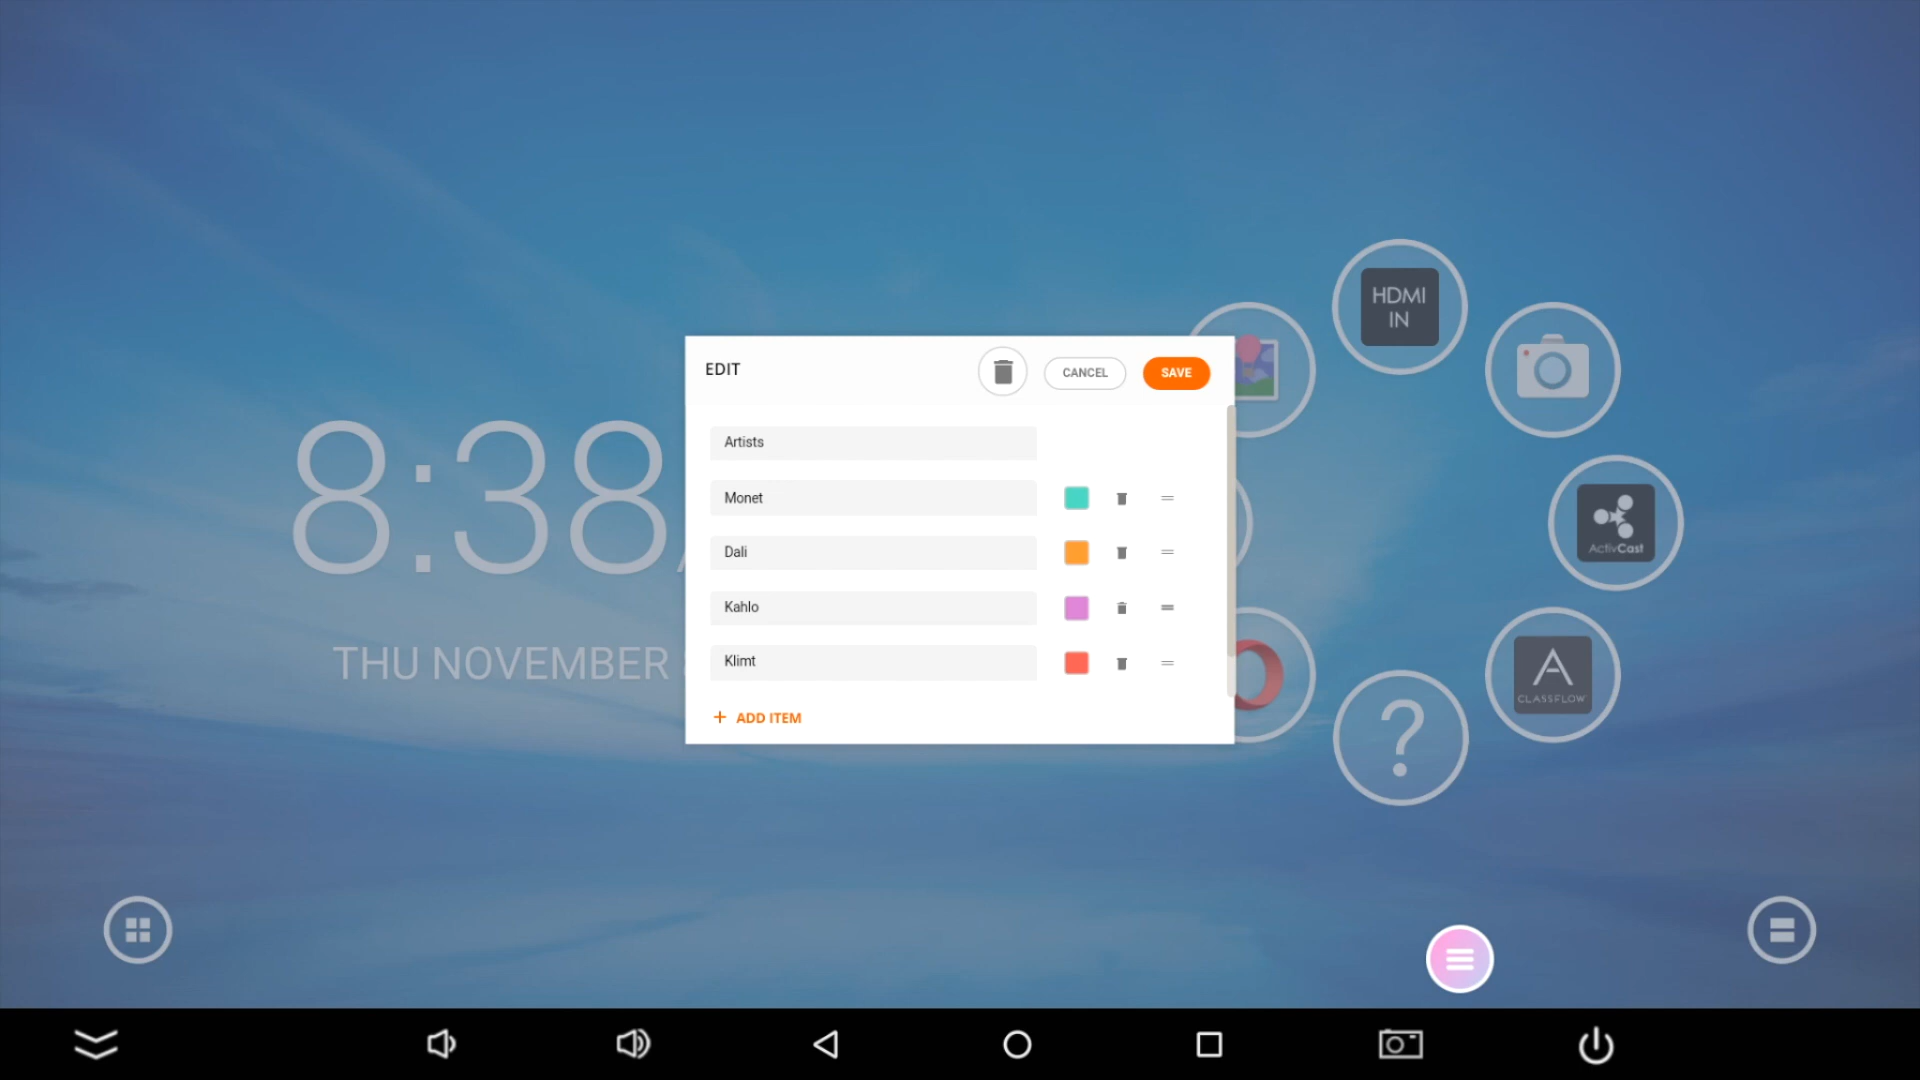 HDMI
IN
EDIT
CANCEL
SAVE
8:38
Artists
Monet
Dali
ActivCast
Kahlo
THU NOVEMBER
Klimt
CLASSFLOW
ADD ITEM
?